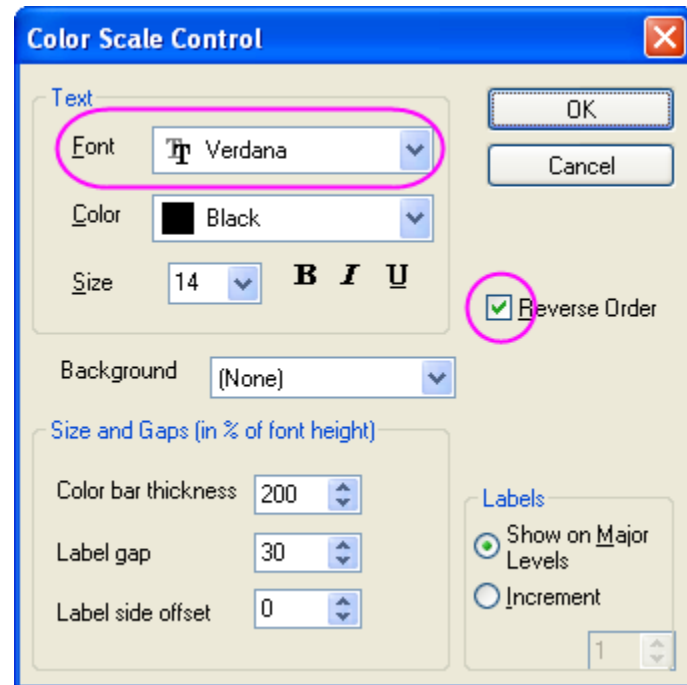 Color Scale Control
Text
Font Verdana
Color Black
Size 14 B I U
OK
Cancel
Reverse Order
Background (None)
Size and Gaps (in % of font height)
Color bar thickness 200
Label gap 30
Label side offset 0
Labels
Show on Major
Levels
Increment
1